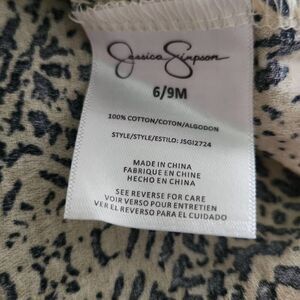 Jessica Simpson
6/9M
100% COTTON/COTON/ALGODON
STYLE/STYLE/ESTILO: JSGI2724
MADE IN CHINA
FABRIQUE EN CHINE
HECHO EN CHINA
SEE REVERSE FOR CARE
VOIR VERSO POUR ENTRETIEN
VER EL REVERSO PARA EL CUIDADO